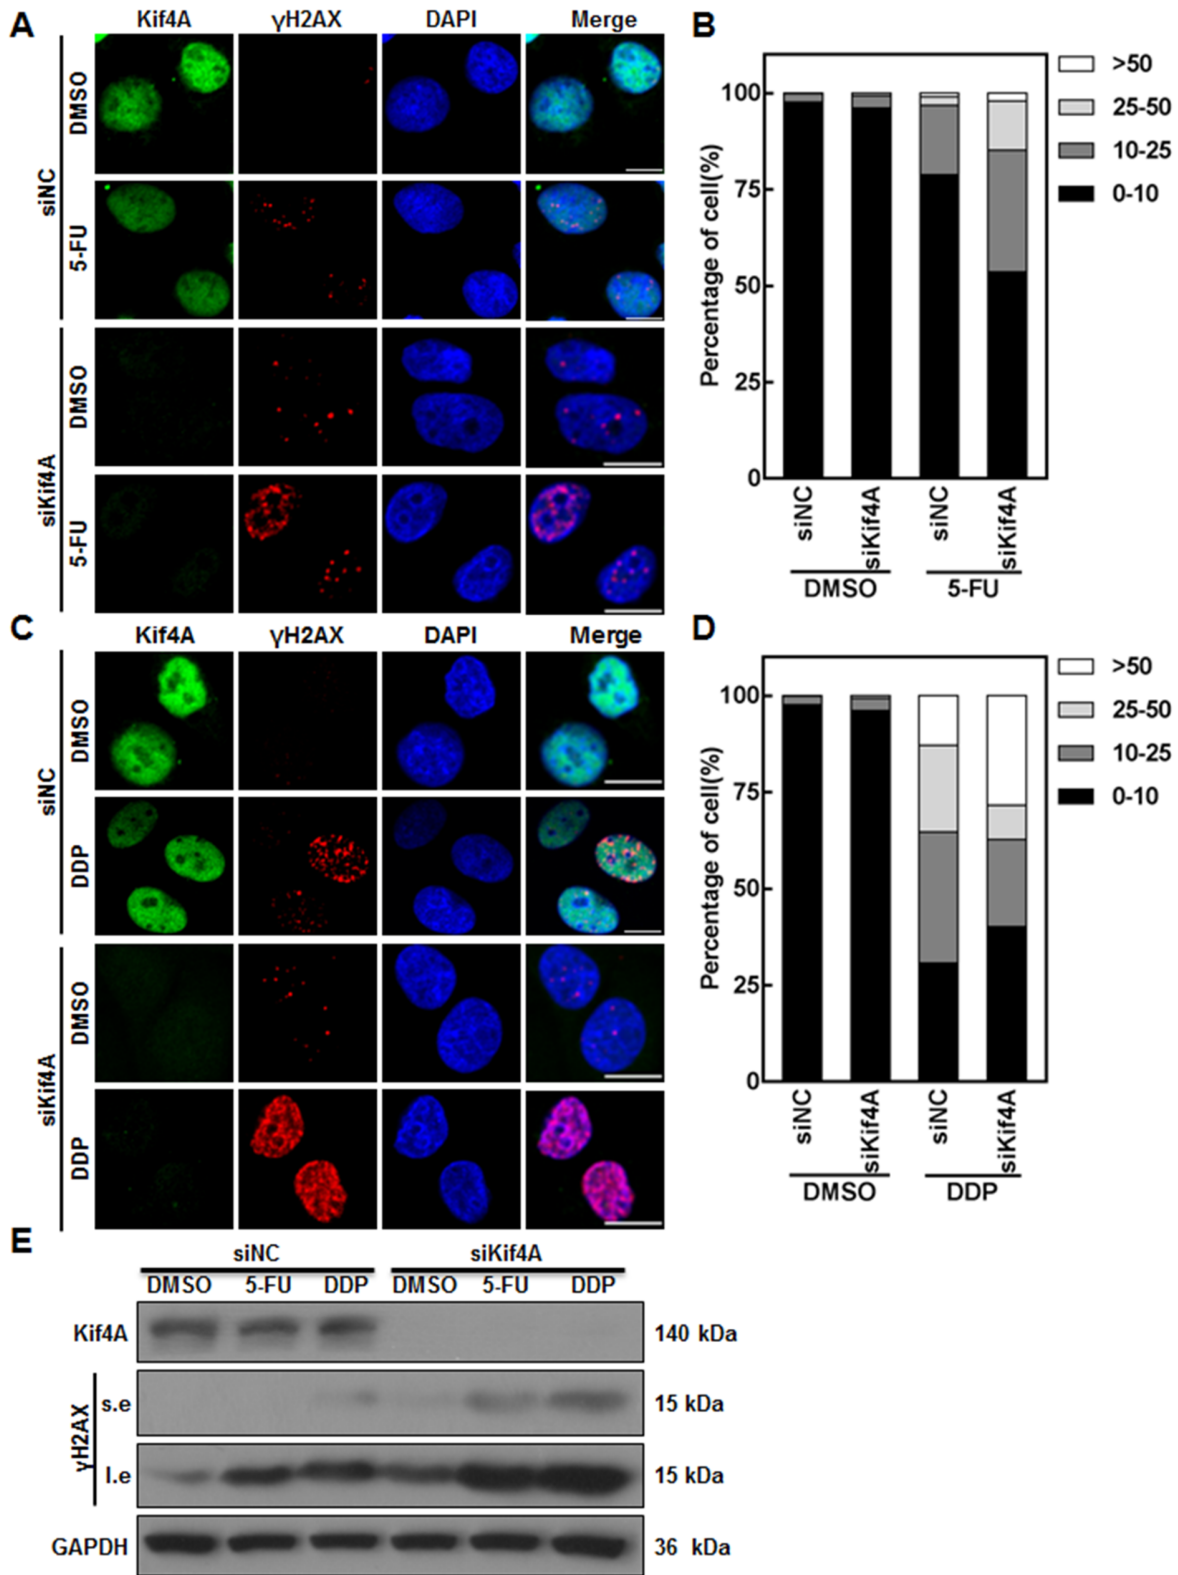 A
Kif4A γH2AX DAPI Merge
siNC
DMSO
5-FU
siKif4A
DMSO
5-FU
B
Percentage of cell(%)
100
75
50
25
0
>50
25-50
10-25
0-10
siNC siKif4A siNC siKif4A
DMSO 5-FU
C
Kif4A γH2AX DAPI Merge
siNC
DMSO
DDP
siKif4A
DMSO
DDP
D
Percentage of cell(%)
100
75
50
25
0
>50
25-50
10-25
0-10
siNC siKif4A siNC siKif4A
DMSO DDP
E
siNC siKif4A
DMSO 5-FU DDP DMSO 5-FU DDP
Kif4A 140 kDa
γH2AX
s.e 15 kDa
l.e 15 kDa
GAPDH 36 kDa